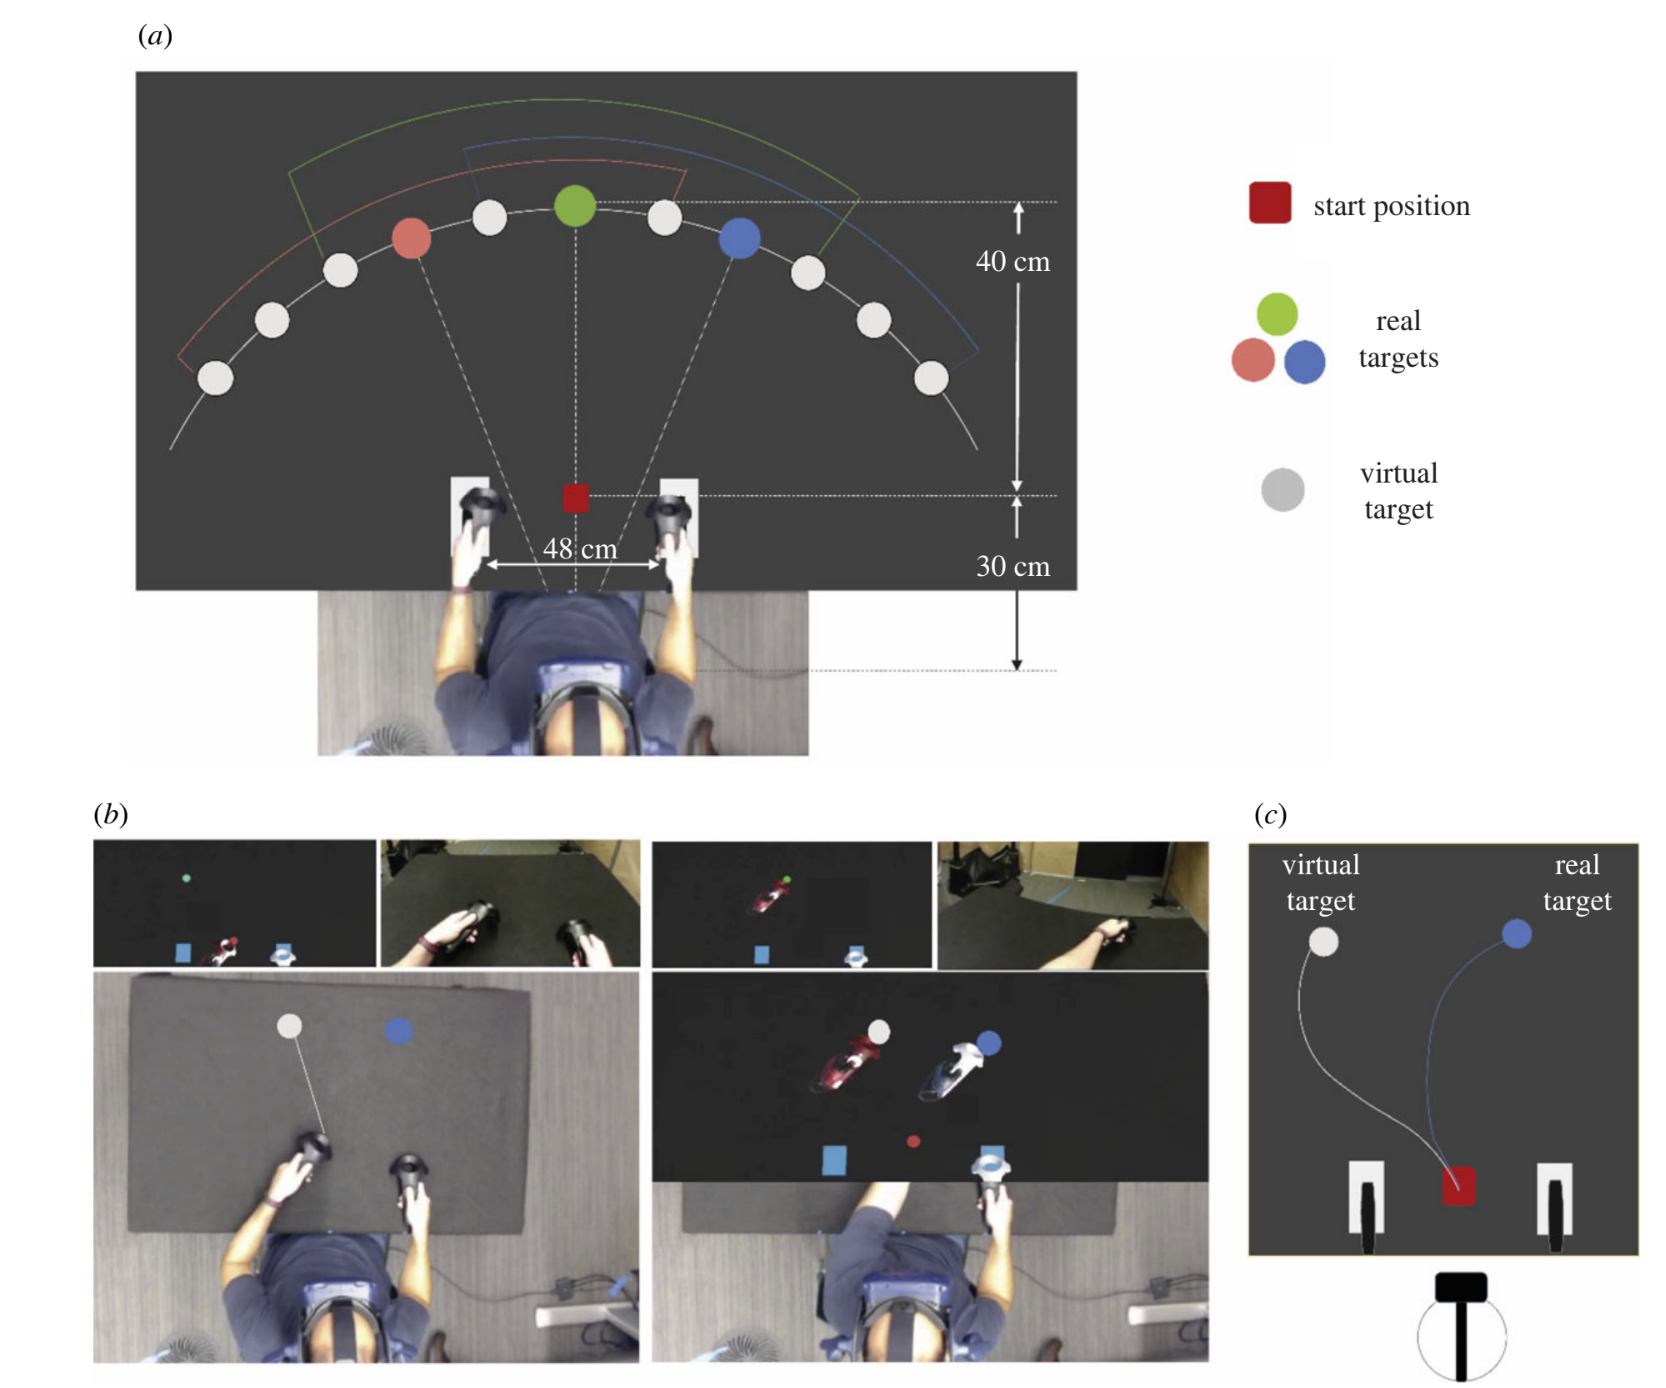 (a)
40 cm
48 cm
30 cm
start position
real
targets
virtual
target
(b)
(c)
virtual
target
real
target